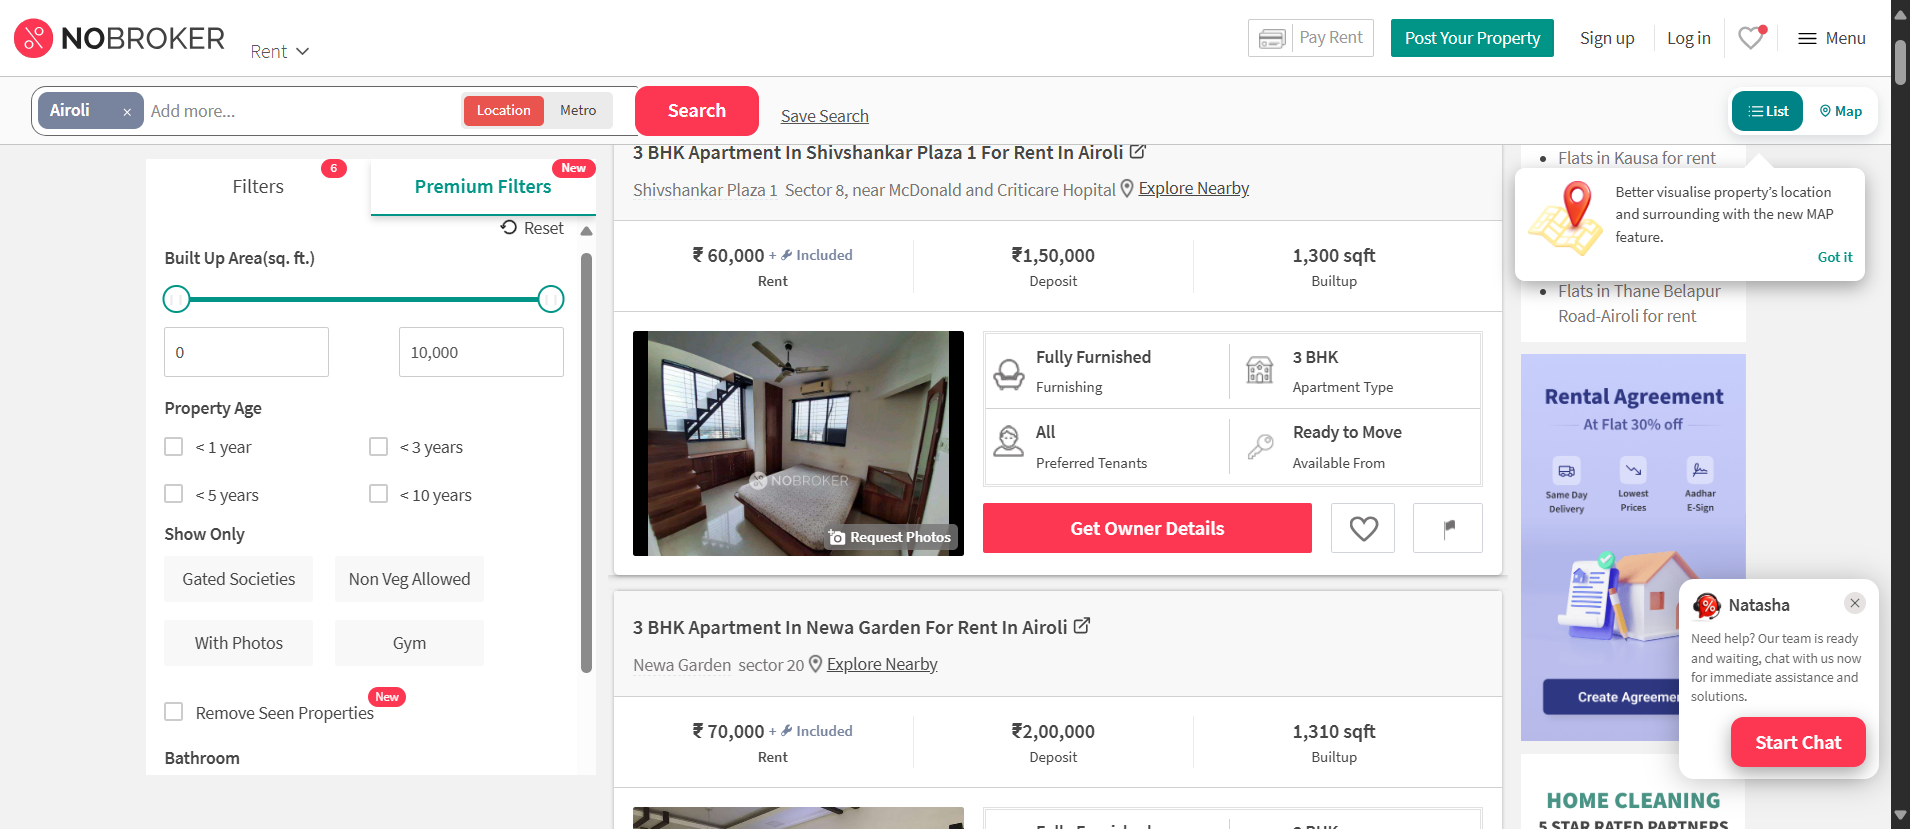 NOBROKER
Rent
Pay Rent
Post Your Property
Sign up
Log in
Menu
Airoli ×
Add more...
Location
Metro
Search
Save Search
List
Map
Filters
6
Premium Filters
New
Reset
Built Up Area(sq. ft.)
0
10,000
Property Age
< 1 year
< 3 years
< 5 years
< 10 years
Show Only
Gated Societies
Non Veg Allowed
With Photos
Gym
Remove Seen Properties
New
Bathroom
3 BHK Apartment In Shivshankar Plaza 1 For Rent In Airoli
Shivshankar Plaza 1 Sector 8, near McDonald and Criticare Hopital Explore Nearby
₹ 60,000 + Included
Rent
₹1,50,000
Deposit
1,300 sqft
Builtup
NOBROKER
Request Photos
Fully Furnished
Furnishing
3 BHK
Apartment Type
All
Preferred Tenants
Ready to Move
Available From
Get Owner Details
3 BHK Apartment In Newa Garden For Rent In Airoli
Newa Garden sector 20 Explore Nearby
₹ 70,000 + Included
Rent
₹2,00,000
Deposit
1,310 sqft
Builtup
Flats in Kausa for rent
Better visualise property's location
and surrounding with the new MAP
feature.
Got it
Flats in Thane Belapur
Road-Airoli for rent
Rental Agreement
At Flat 30% off
Same Day
Delivery
Lowest
Prices
Aadhar
E-Sign
Create Agreeme
Natasha
Need help? Our team is ready
and waiting, chat with us now
for immediate assistance and
solutions.
Start Chat
HOME CLEANING
5 STAR RATED PARTNERS